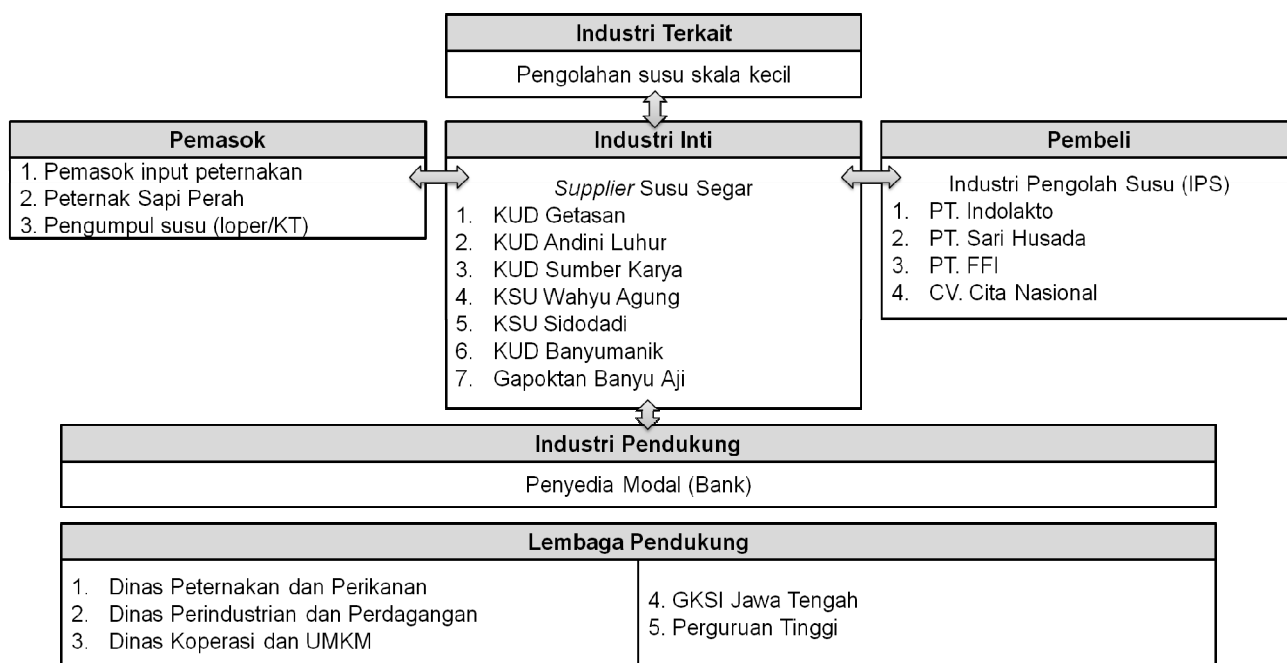 Industri Terkait
Pengolahan susu skala kecil
Pemasok
1. Pemasok input peternakan
2. Peternak Sapi Perah
3. Pengumpul susu (loper/KT)
Industri Inti
Supplier Susu Segar
1. KUD Getasan
2. KUD Andini Luhur
3. KUD Sumber Karya
4. KSU Wahyu Agung
5. KSU Sidodadi
6. KUD Banyumanik
7. Gapoktan Banyu Aji
Pembeli
Industri Pengolah Susu (IPS)
1. PT. Indolakto
2. PT. Sari Husada
3. PT. FFI
4. CV. Cita Nasional
Industri Pendukung
Penyedia Modal (Bank)
Lembaga Pendukung
1. Dinas Peternakan dan Perikanan
2. Dinas Perindustrian dan Perdagangan
3. Dinas Koperasi dan UMKM
4. GKSI Jawa Tengah
5. Perguruan Tinggi